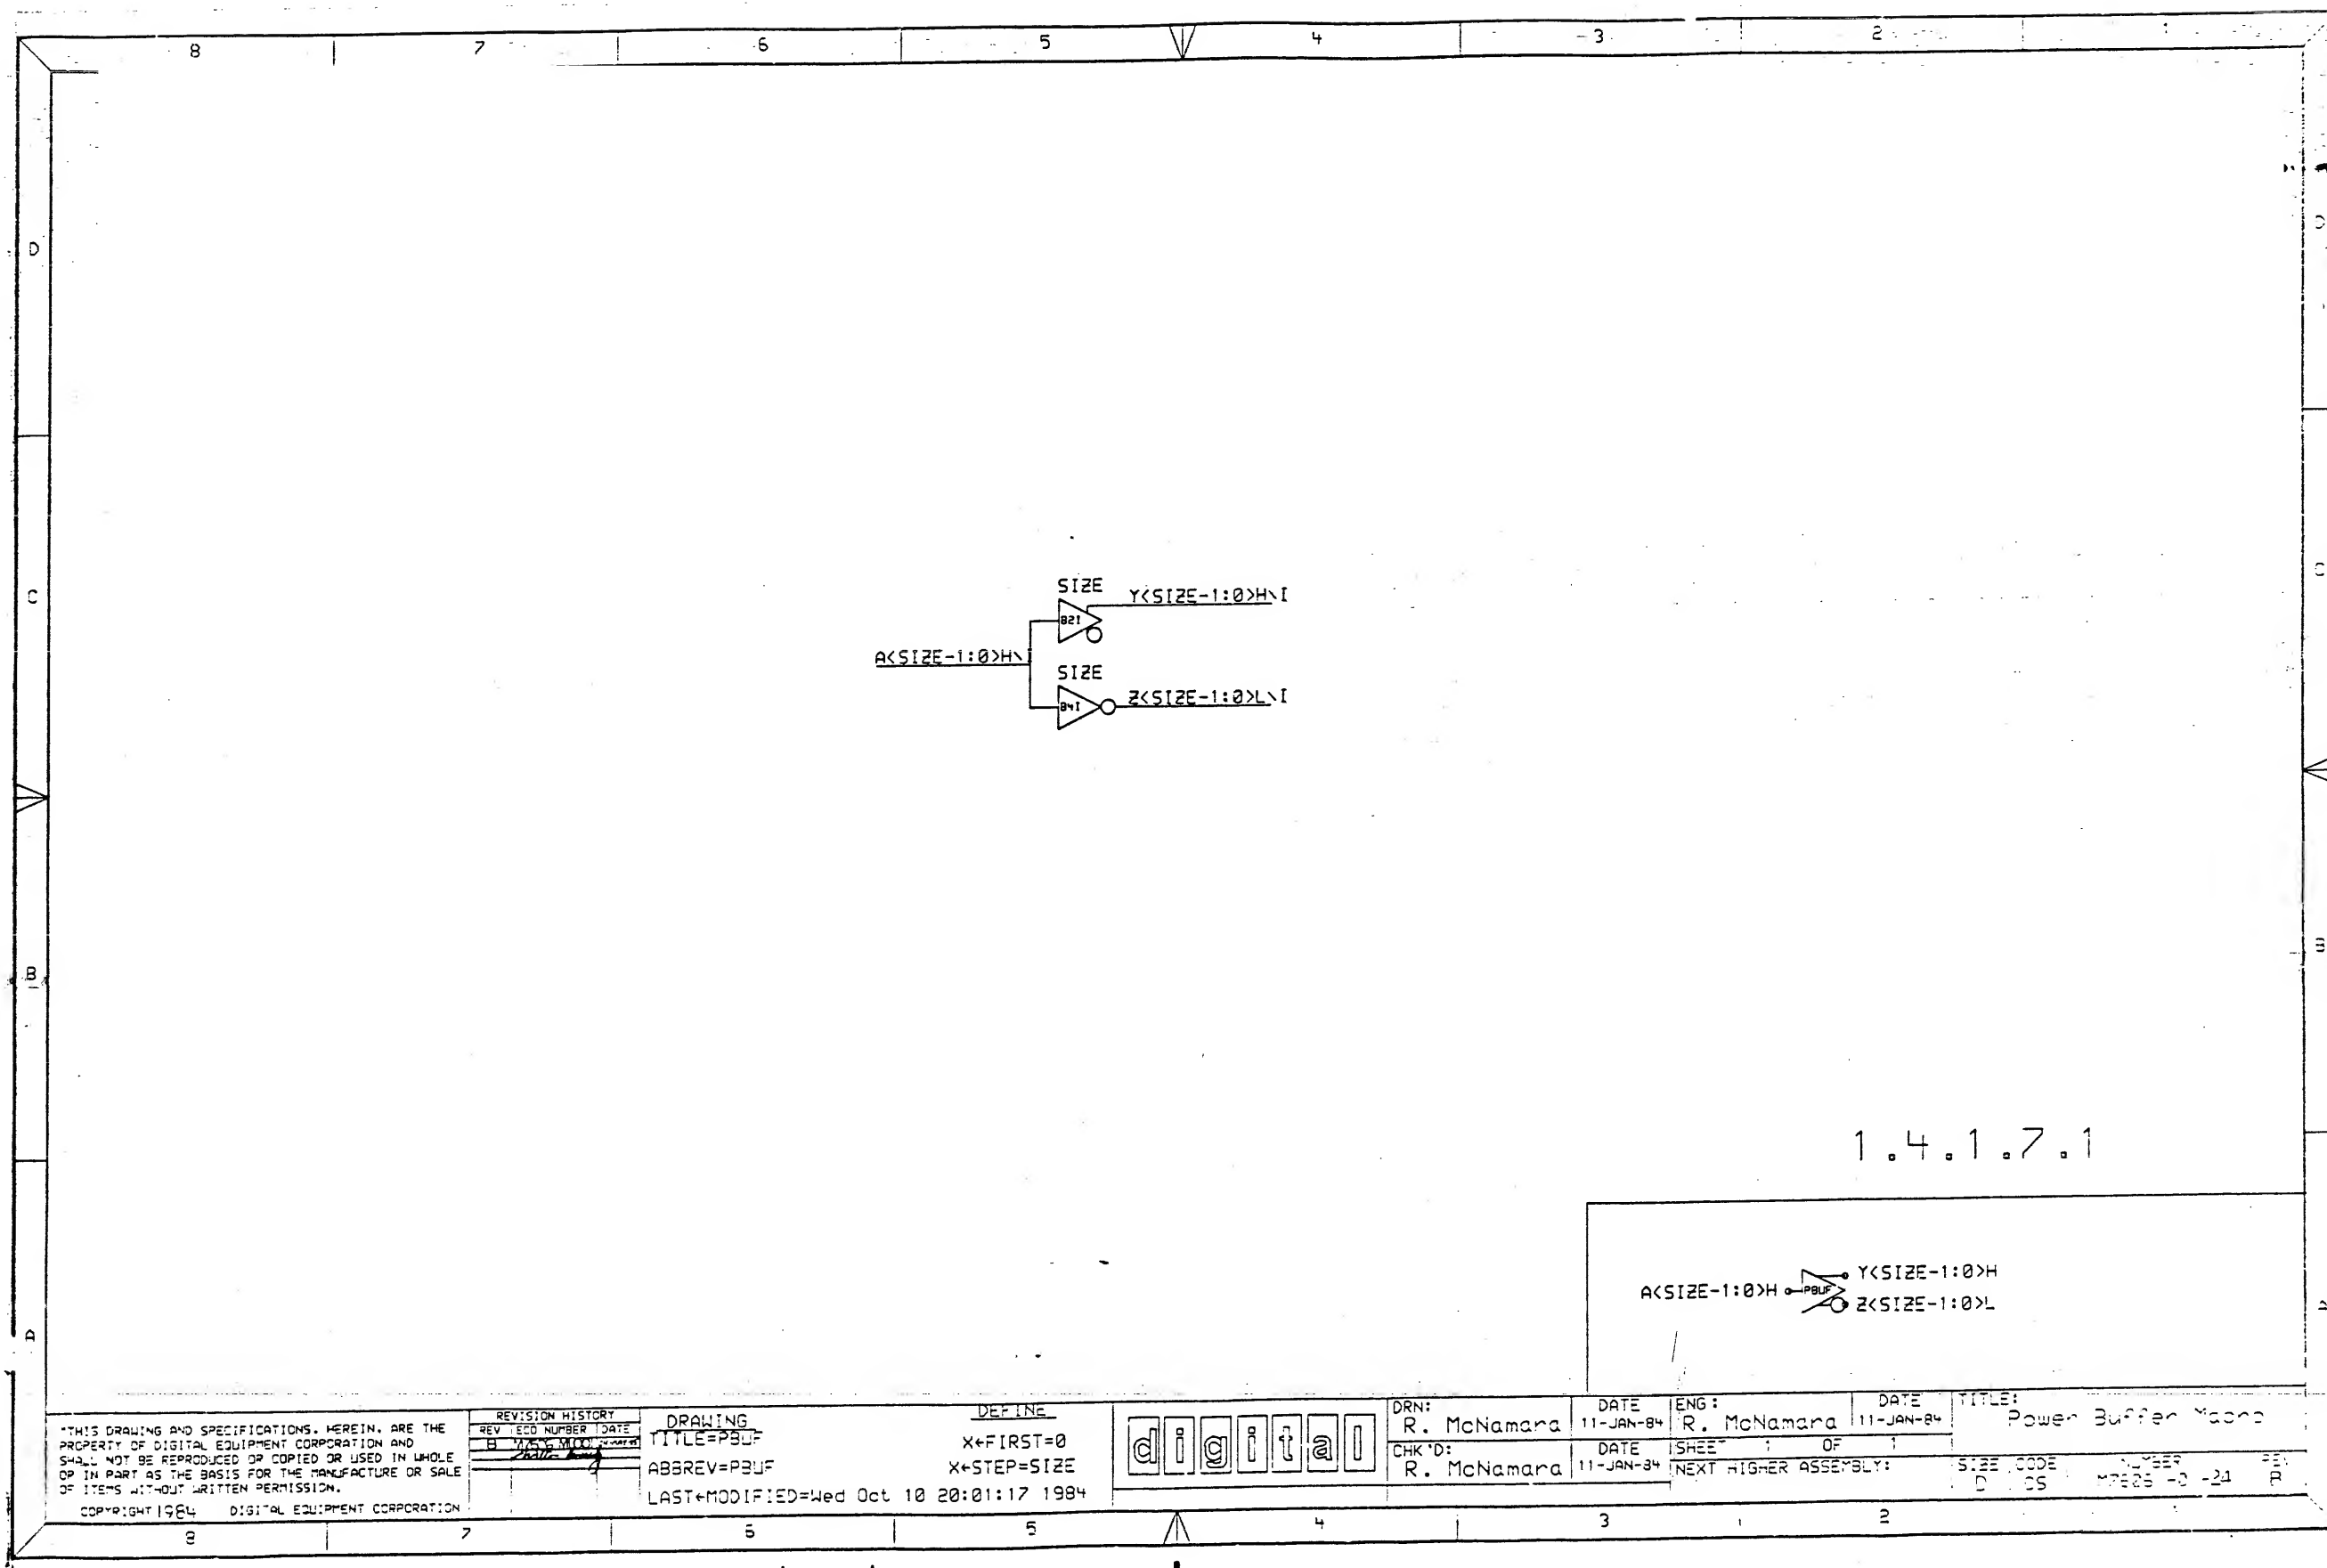 8 7 6 5 4 3 2 1
D D
C C
SIZE
Y<SIZE-1:0>H\I
B2I
A<SIZE-1:0>H\I
SIZE
Z<SIZE-1:0>L\I
B4I
B B
1.4.1.7.1
Y<SIZE-1:0>H
A<SIZE-1:0>H
PBUF
Z<SIZE-1:0>L
A A
"THIS DRAWING AND SPECIFICATIONS. HEREIN. ARE THE
PROPERTY OF DIGITAL EQUIPMENT CORPORATION AND
SHALL NOT BE REPRODUCED OR COPIED OR USED IN WHOLE
OR IN PART AS THE BASIS FOR THE MANUFACTURE OR SALE
OF ITEMS WITHOUT WRITTEN PERMISSION.
COPYRIGHT 1984 DIGITAL EQUIPMENT CORPORATION
REVISION HISTORY
REV ECO NUMBER DATE
B
DRAWING
TITLE=PBUF
ABBREV=PBUF
LAST←MODIFIED=Wed Oct 10 20:01:17 1984
DEFINE
X←FIRST=0
X←STEP=SIZE
digital
DRN: R. McNamara
DATE 11-JAN-84
ENG: R. McNamara
DATE 11-JAN-84
TITLE: Power Buffer Macro
CHK'D: R. McNamara
DATE 11-JAN-84
SHEET 1 OF 1
NEXT HIGHER ASSEMBLY:
SIZE CODE NUMBER REV
D CS B
8 7 6 5 4 3 2